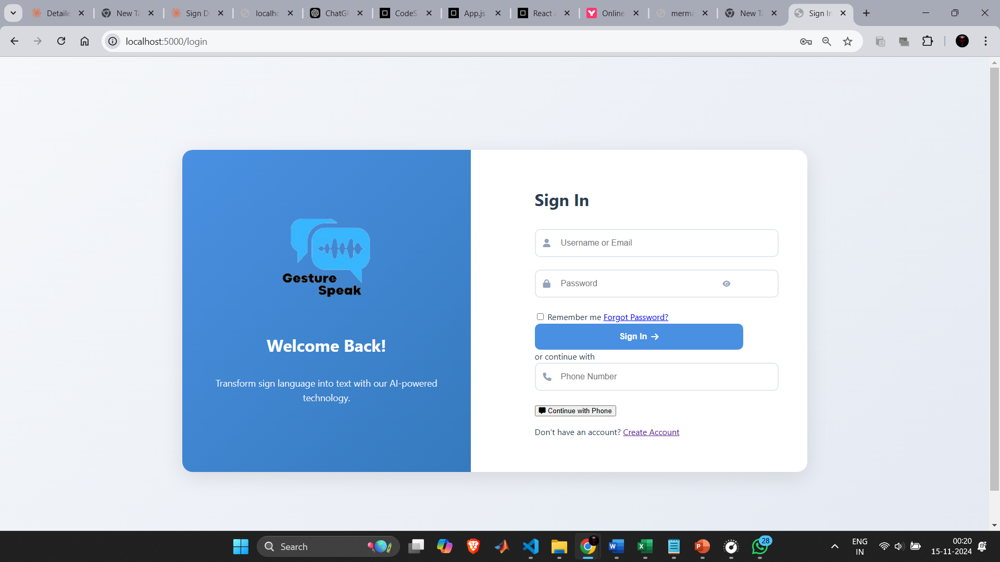 Detaile
New Ta
Sign D
localho
ChatGP
CodeS
App.js
React A
Online
merma
New Ta
Sign In
localhost:5000/login
Gesture
Speak
Welcome Back!
Transform sign language into text with our AI-powered
technology.
Sign In
Username or Email
Password
Remember me Forgot Password?
Sign In
or continue with
Phone Number
Continue with Phone
Don't have an account? Create Account
Search
28
ENG
IN
00:20
15-11-2024